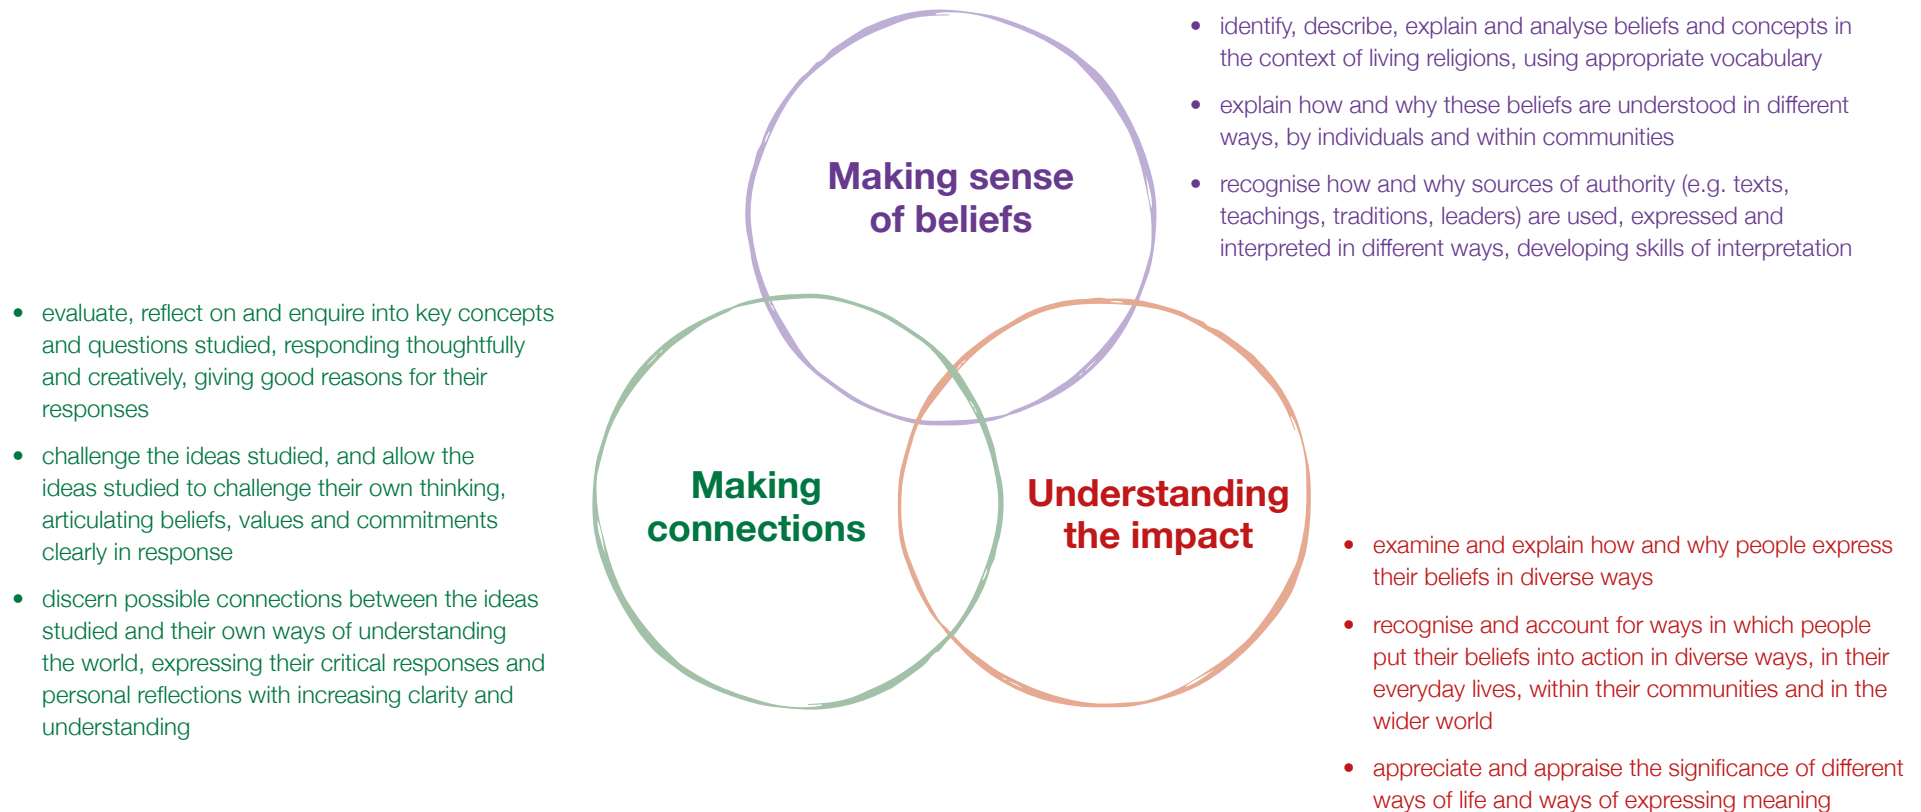 Making sense
of beliefs
• identify, describe, explain and analyse beliefs and concepts in
the context of living religions, using appropriate vocabulary
• explain how and why these beliefs are understood in different
ways, by individuals and within communities
• recognise how and why sources of authority (e.g. texts,
teachings, traditions, leaders) are used, expressed and
interpreted in different ways, developing skills of interpretation
• evaluate, reflect on and enquire into key concepts
and questions studied, responding thoughtfully
and creatively, giving good reasons for their
responses
• challenge the ideas studied, and allow the
ideas studied to challenge their own thinking,
articulating beliefs, values and commitments
clearly in response
• discern possible connections between the ideas
studied and their own ways of understanding
the world, expressing their critical responses and
personal reflections with increasing clarity and
understanding
Making
connections
Understanding
the impact
• examine and explain how and why people express
their beliefs in diverse ways
• recognise and account for ways in which people
put their beliefs into action in diverse ways, in their
everyday lives, within their communities and in the
wider world
• appreciate and appraise the significance of different
ways of life and ways of expressing meaning